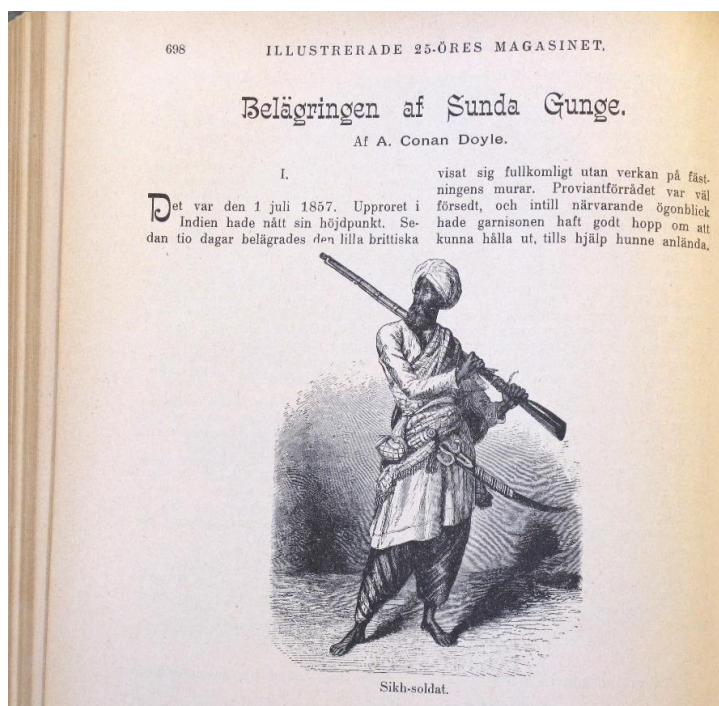 698
ILLUSTRERADE 25-ÖRES MAGASINET.
Belägringen af Sunda Gunge.
Af A. Conan Doyle.
I.
Det var den 1 juli 1857. Upproret i
Indien hade nått sin höjdpunkt. Se-
dan tio dagar belägrades den lilla brittiska
visat sig fullkomligt utan verkan på fäst-
ningens murar. Proviantförrådet var väl
försedt, och intill närvarande ögonblick
hade garnisonen haft godt hopp om att
kunna hålla ut, tills hjälp hunne anlända,
Sikh-soldat.